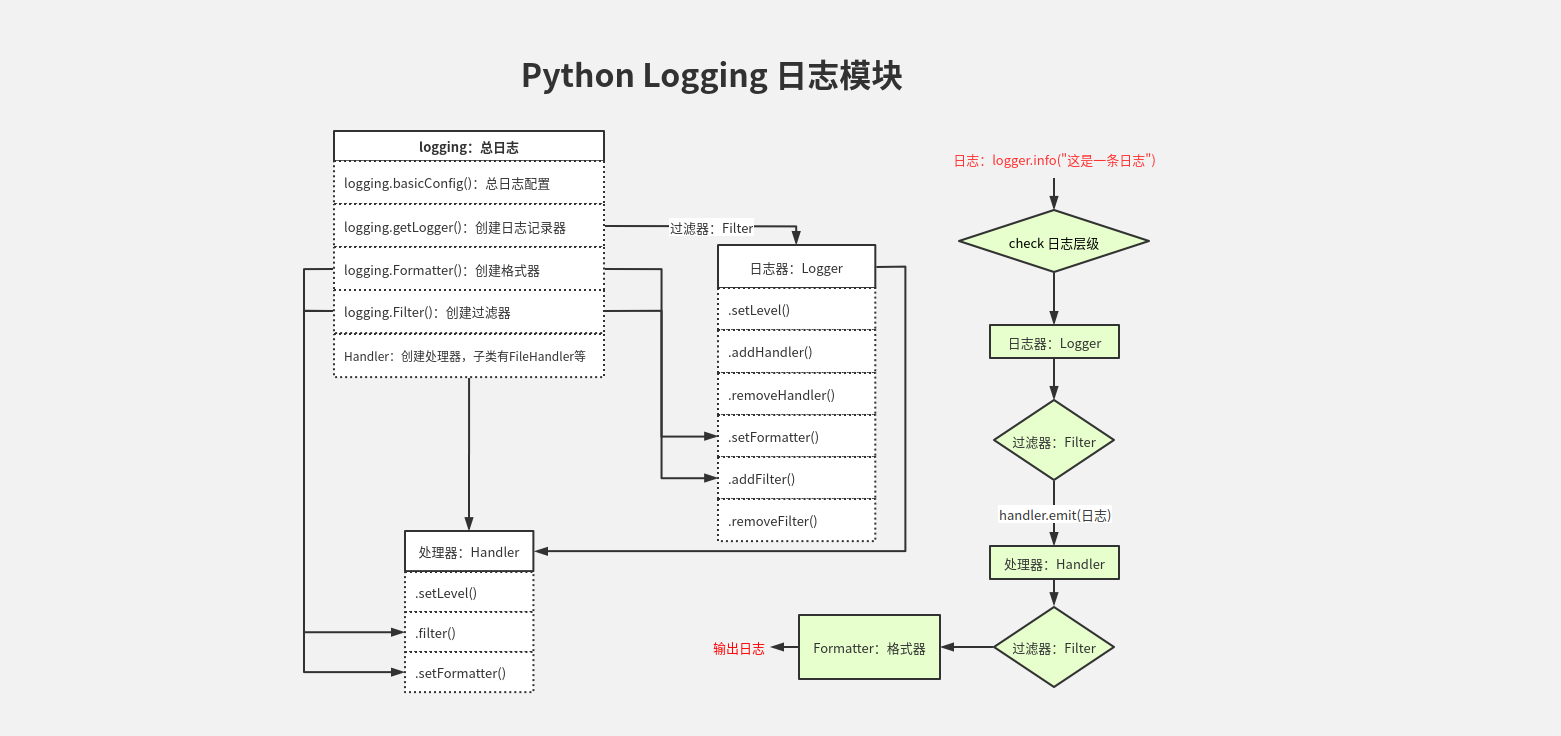 Python Logging 日志模块
logging：总日志
logging.basicConfig()：总日志配置
logging.getLogger()：创建日志记录器
logging.Formatter()：创建格式器
logging.Filter()：创建过滤器
Handler：创建处理器，子类有FileHandler等
过滤器：Filter
日志器：Logger
.setLevel()
.addHandler()
.removeHandler()
.setFormatter()
.addFilter()
.removeFilter()
处理器：Handler
.setLevel()
.filter()
.setFormatter()
日志：logger.info("这是一条日志")
check 日志层级
日志器：Logger
过滤器：Filter
handler.emit(日志)
处理器：Handler
过滤器：Filter
Formatter：格式器
输出日志